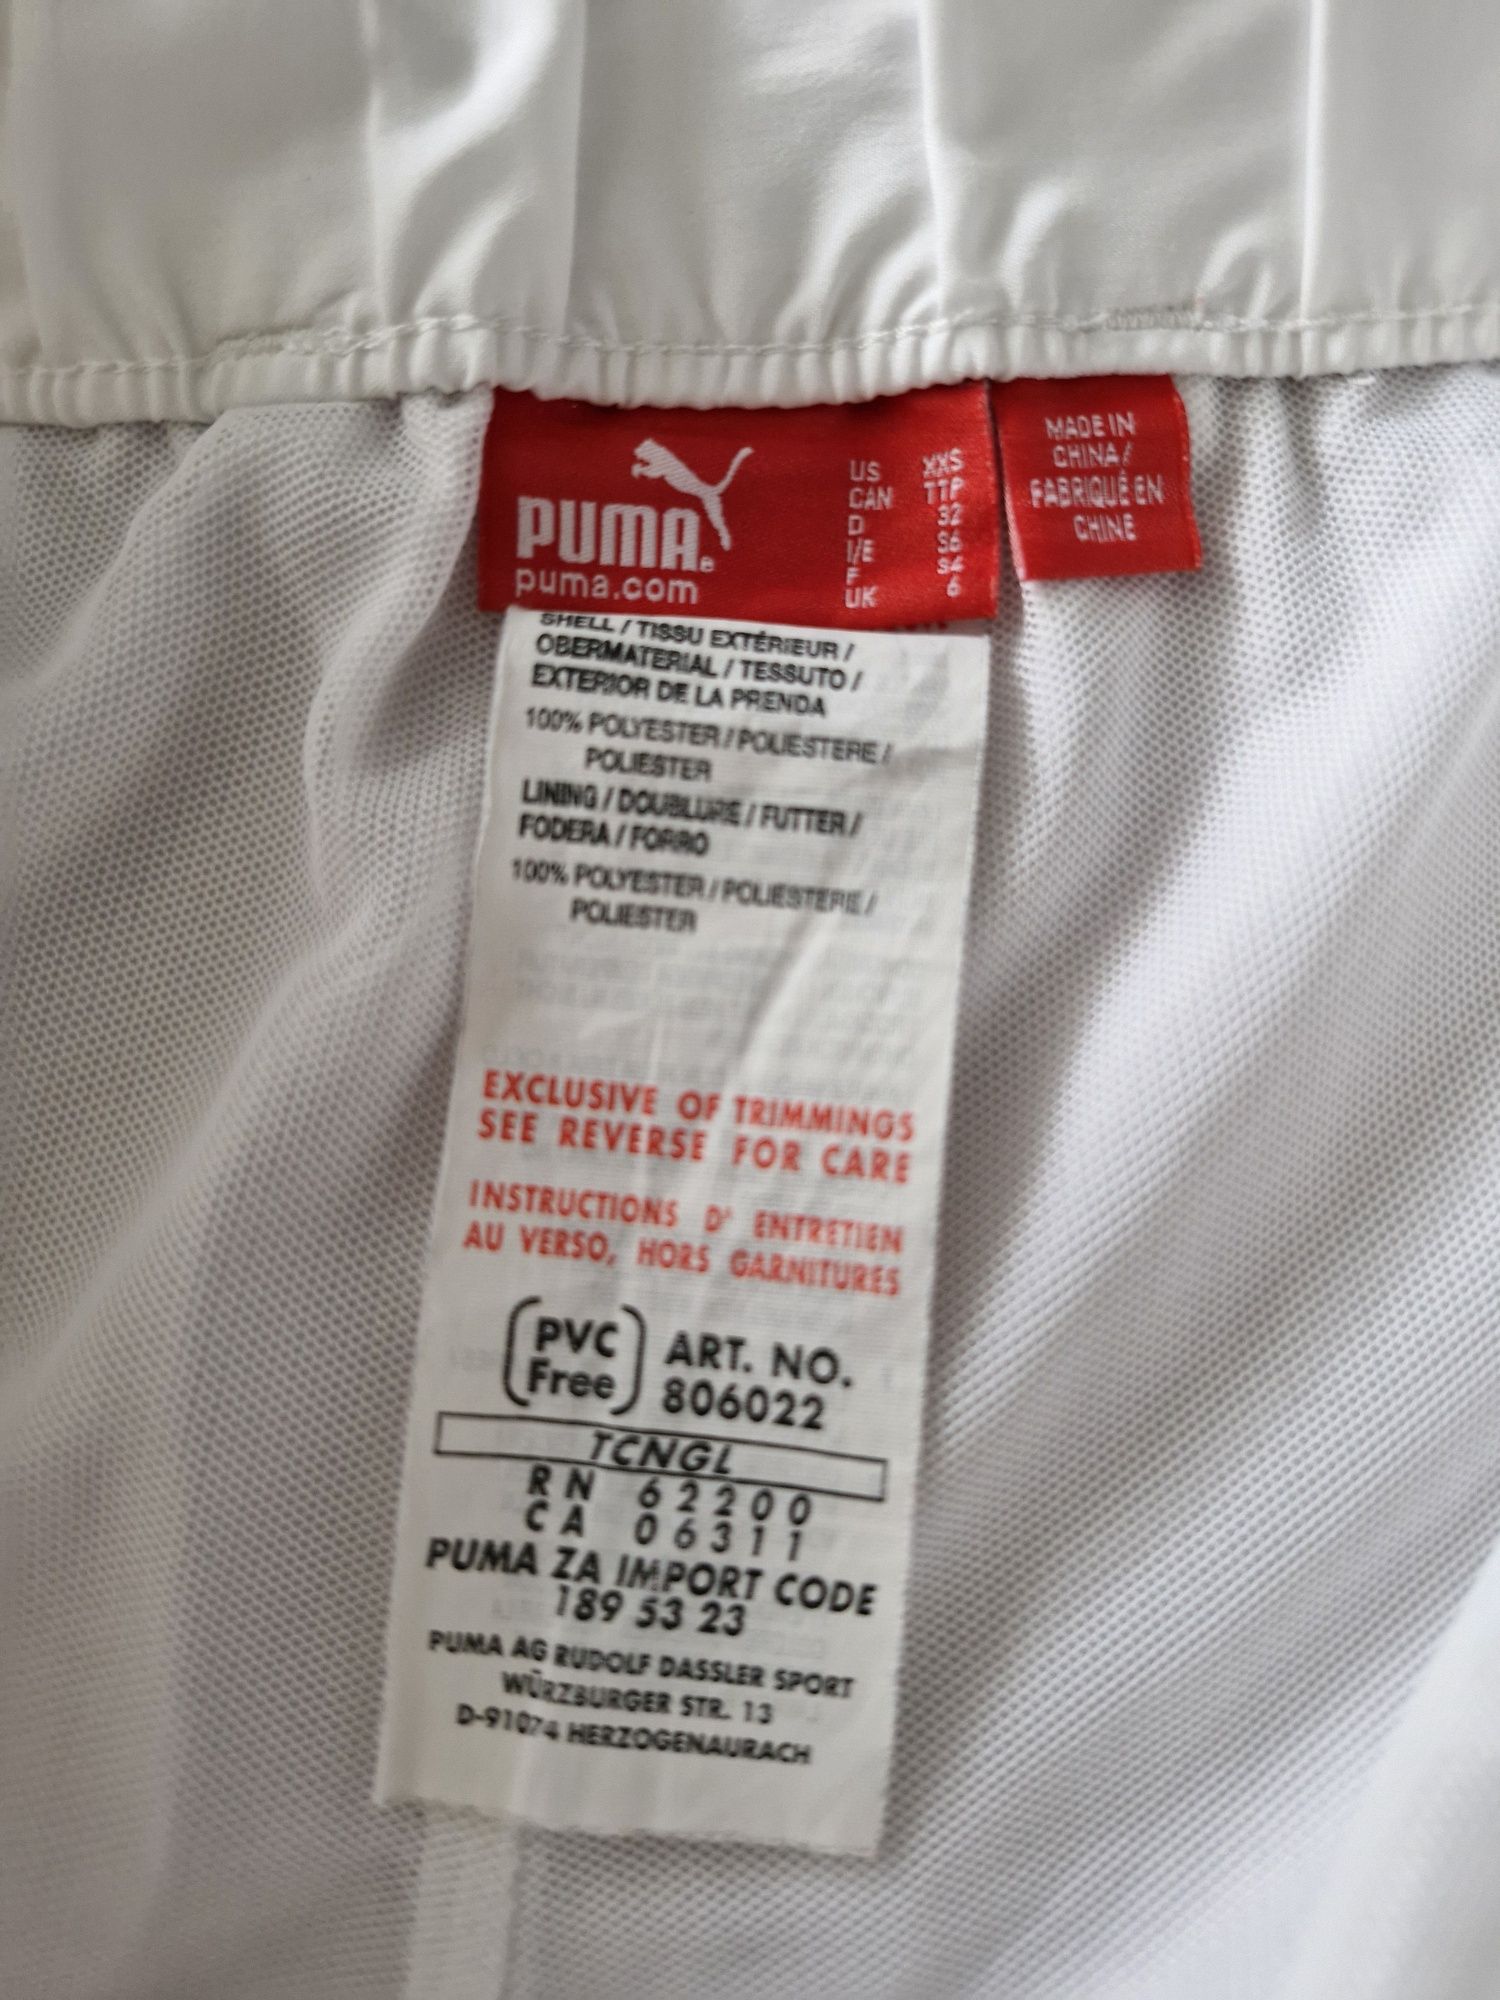 PUMA®
puma.com
US XXS
CAN TTP
D 32
I/E 36
F 34
UK 6
MADE IN
CHINA /
FABRIQUÉ EN
CHINE
SHELL / TISSU EXTÉRIEUR /
OBERMATERIAL / TESSUTO /
EXTERIOR DE LA PRENDA
100% POLYESTER / POLIESTERE /
POLIESTER
LINING / DOUBLURE / FUTTER /
FODERA / FORRO
100% POLYESTER / POLIESTERE /
POLIESTER
EXCLUSIVE OF TRIMMINGS
SEE REVERSE FOR CARE
INSTRUCTIONS D' ENTRETIEN
AU VERSO, HORS GARNITURES
PVC
Free
ART. NO.
806022
TCNGL
RN 62200
CA 06311
PUMA ZA IMPORT CODE
189 53 23
PUMA AG RUDOLF DASSLER SPORT
WÜRZBURGER STR. 13
D-91074 HERZOGENAURACH